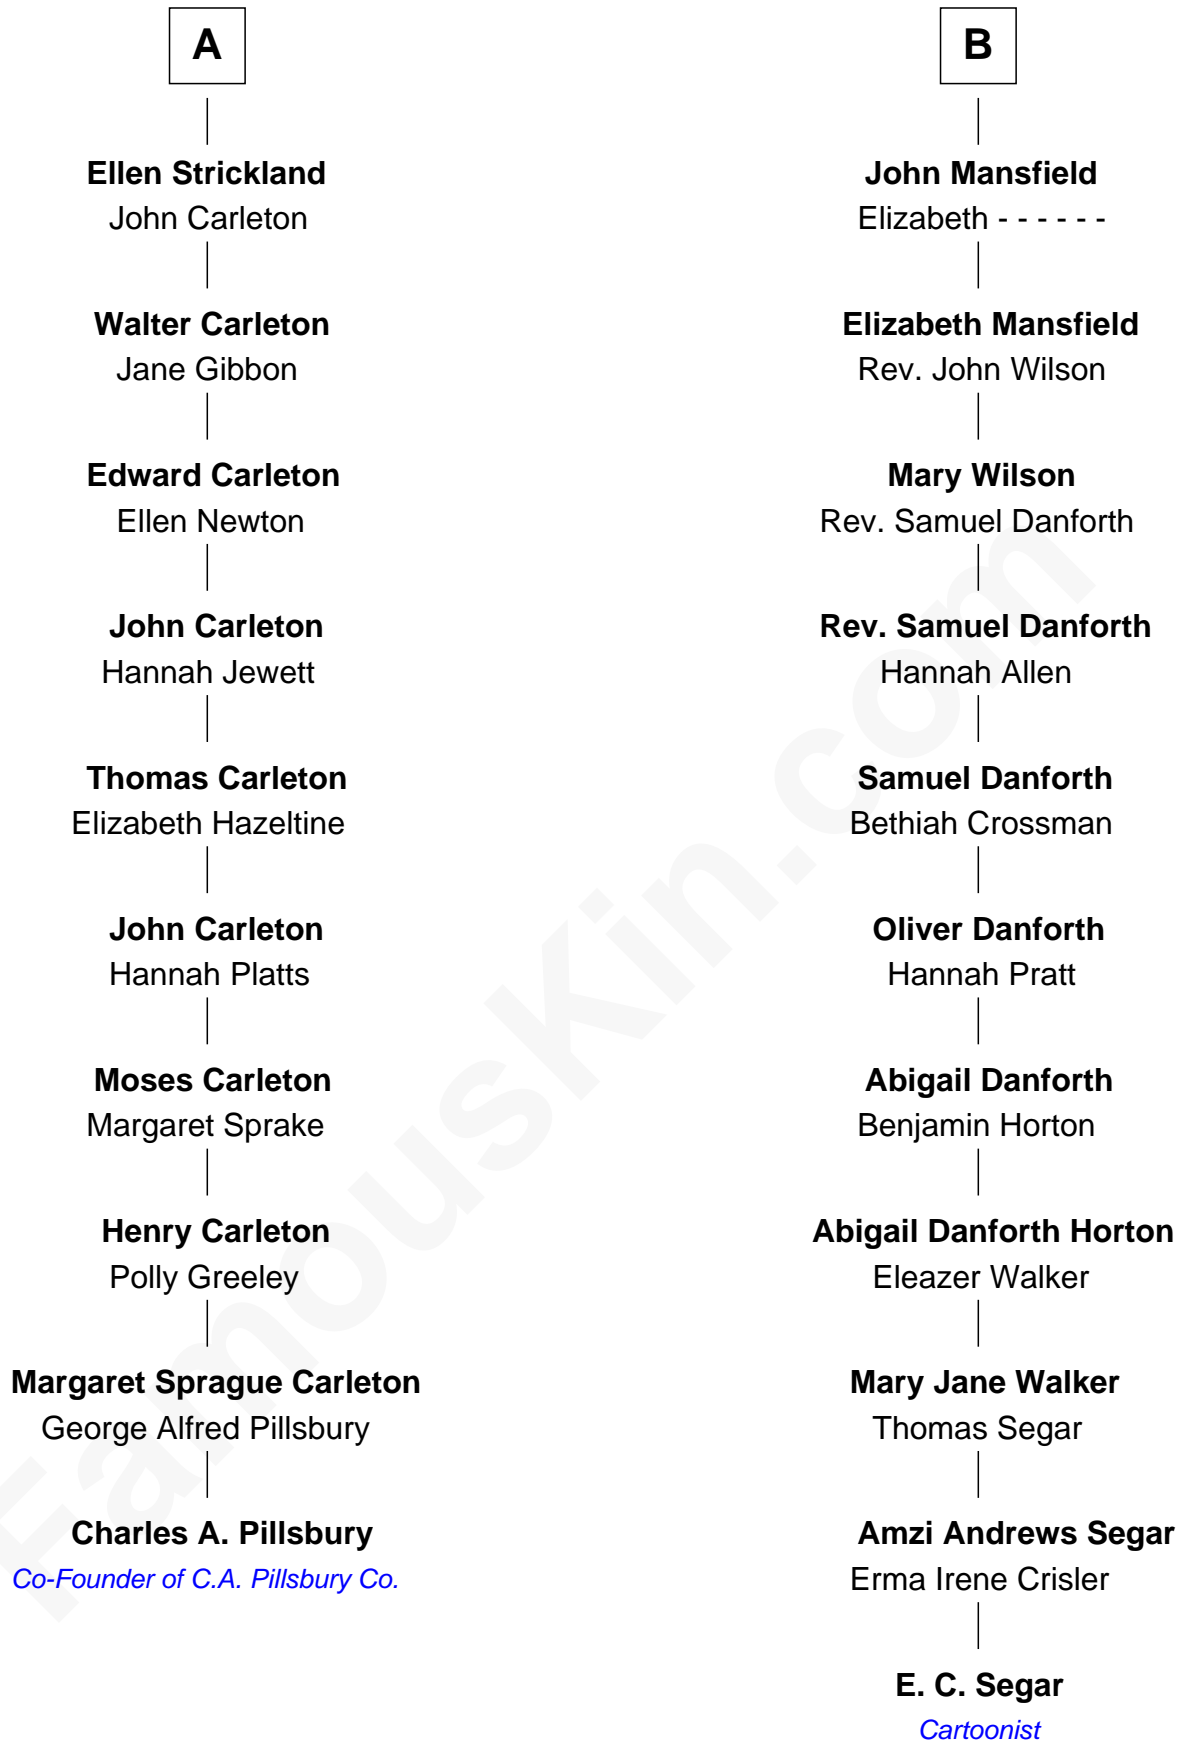 A
Ellen Strickland
John Carleton
Walter Carleton
Jane Gibbon
Edward Carleton
Ellen Newton
John Carleton
Hannah Jewett
Thomas Carleton
Elizabeth Hazeltine
John Carleton
Hannah Platts
Moses Carleton
Margaret Sprake
Henry Carleton
Polly Greeley
Margaret Sprague Carleton
George Alfred Pillsbury
Charles A. Pillsbury
Co-Founder of C.A. Pillsbury Co.
B
John Mansfield
Elizabeth - - - - - -
Elizabeth Mansfield
Rev. John Wilson
Mary Wilson
Rev. Samuel Danforth
Rev. Samuel Danforth
Hannah Allen
Samuel Danforth
Bethiah Crossman
Oliver Danforth
Hannah Pratt
Abigail Danforth
Benjamin Horton
Abigail Danforth Horton
Eleazer Walker
Mary Jane Walker
Thomas Segar
Amzi Andrews Segar
Erma Irene Crisler
E. C. Segar
Cartoonist
FamousKin.com